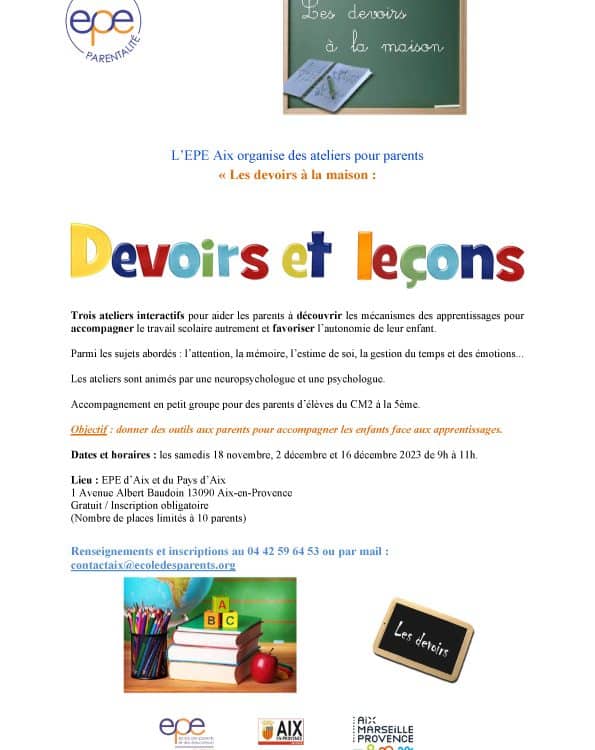 epe
PARENTALITÉ
Les devoirs
à la maison
L'EPE Aix organise des ateliers pour parents
« Les devoirs à la maison :
Devoirs et leçons
Trois ateliers interactifs pour aider les parents à découvrir les mécanismes des apprentissages pour
accompagner le travail scolaire autrement et favoriser l'autonomie de leur enfant.
Parmi les sujets abordés : l'attention, la mémoire, l'estime de soi, la gestion du temps et des émotions...
Les ateliers sont animés par une neuropsychologue et une psychologue.
Accompagnement en petit groupe pour des parents d'élèves du CM2 à la 5ème.
Objectif : donner des outils aux parents pour accompagner les enfants face aux apprentissages.
Dates et horaires : les samedis 18 novembre, 2 décembre et 16 décembre 2023 de 9h à 11h.
Lieu : EPE d'Aix et du Pays d'Aix
1 Avenue Albert Baudoin 13090 Aix-en-Provence
Gratuit / Inscription obligatoire
(Nombre de places limités à 10 parents)
Renseignements et inscriptions au 04 42 59 64 53 ou par mail :
contactaix@ecoledesparents.org
A
B C
Les devoirs
epe
AIX
EN PROVENCE
AIX
MARSEILLE
PROVENCE